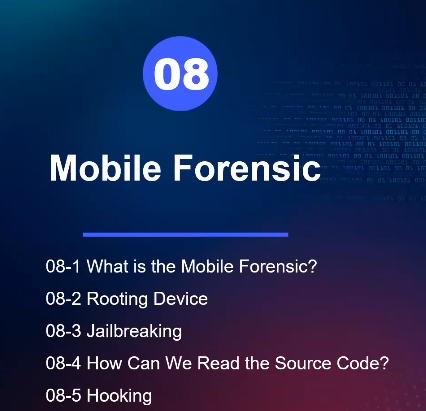 08
Mobile Forensic
08-1 What is the Mobile Forensic?
08-2 Rooting Device
08-3 Jailbreaking
08-4 How Can We Read the Source Code?
08-5 Hooking